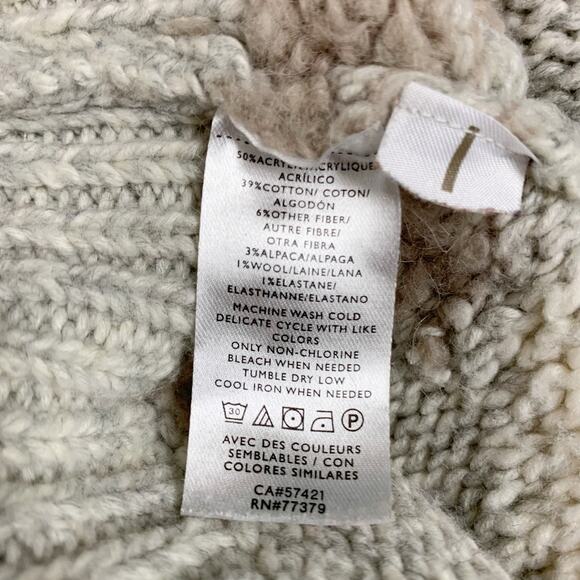 50%ACRYLIC/ACRYLIQUE
ACRÍLICO
39%COTTON/ COTON/
ALGODÓN
6%OTHER FIBER/
AUTRE FIBRE/
OTRA FIBRA
3%ALPACA/ALPAGA
1%WOOL/LAINE/LANA
1%ELASTANE/
ELASTHANNE/ELASTANO
MACHINE WASH COLD
DELICATE CYCLE WITH LIKE
COLORS
ONLY NON-CHLORINE
BLEACH WHEN NEEDED
TUMBLE DRY LOW
COOL IRON WHEN NEEDED
30 P
AVEC DES COULEURS
SEMBLABLES / CON
COLORES SIMILARES
CA#57421
RN#77379